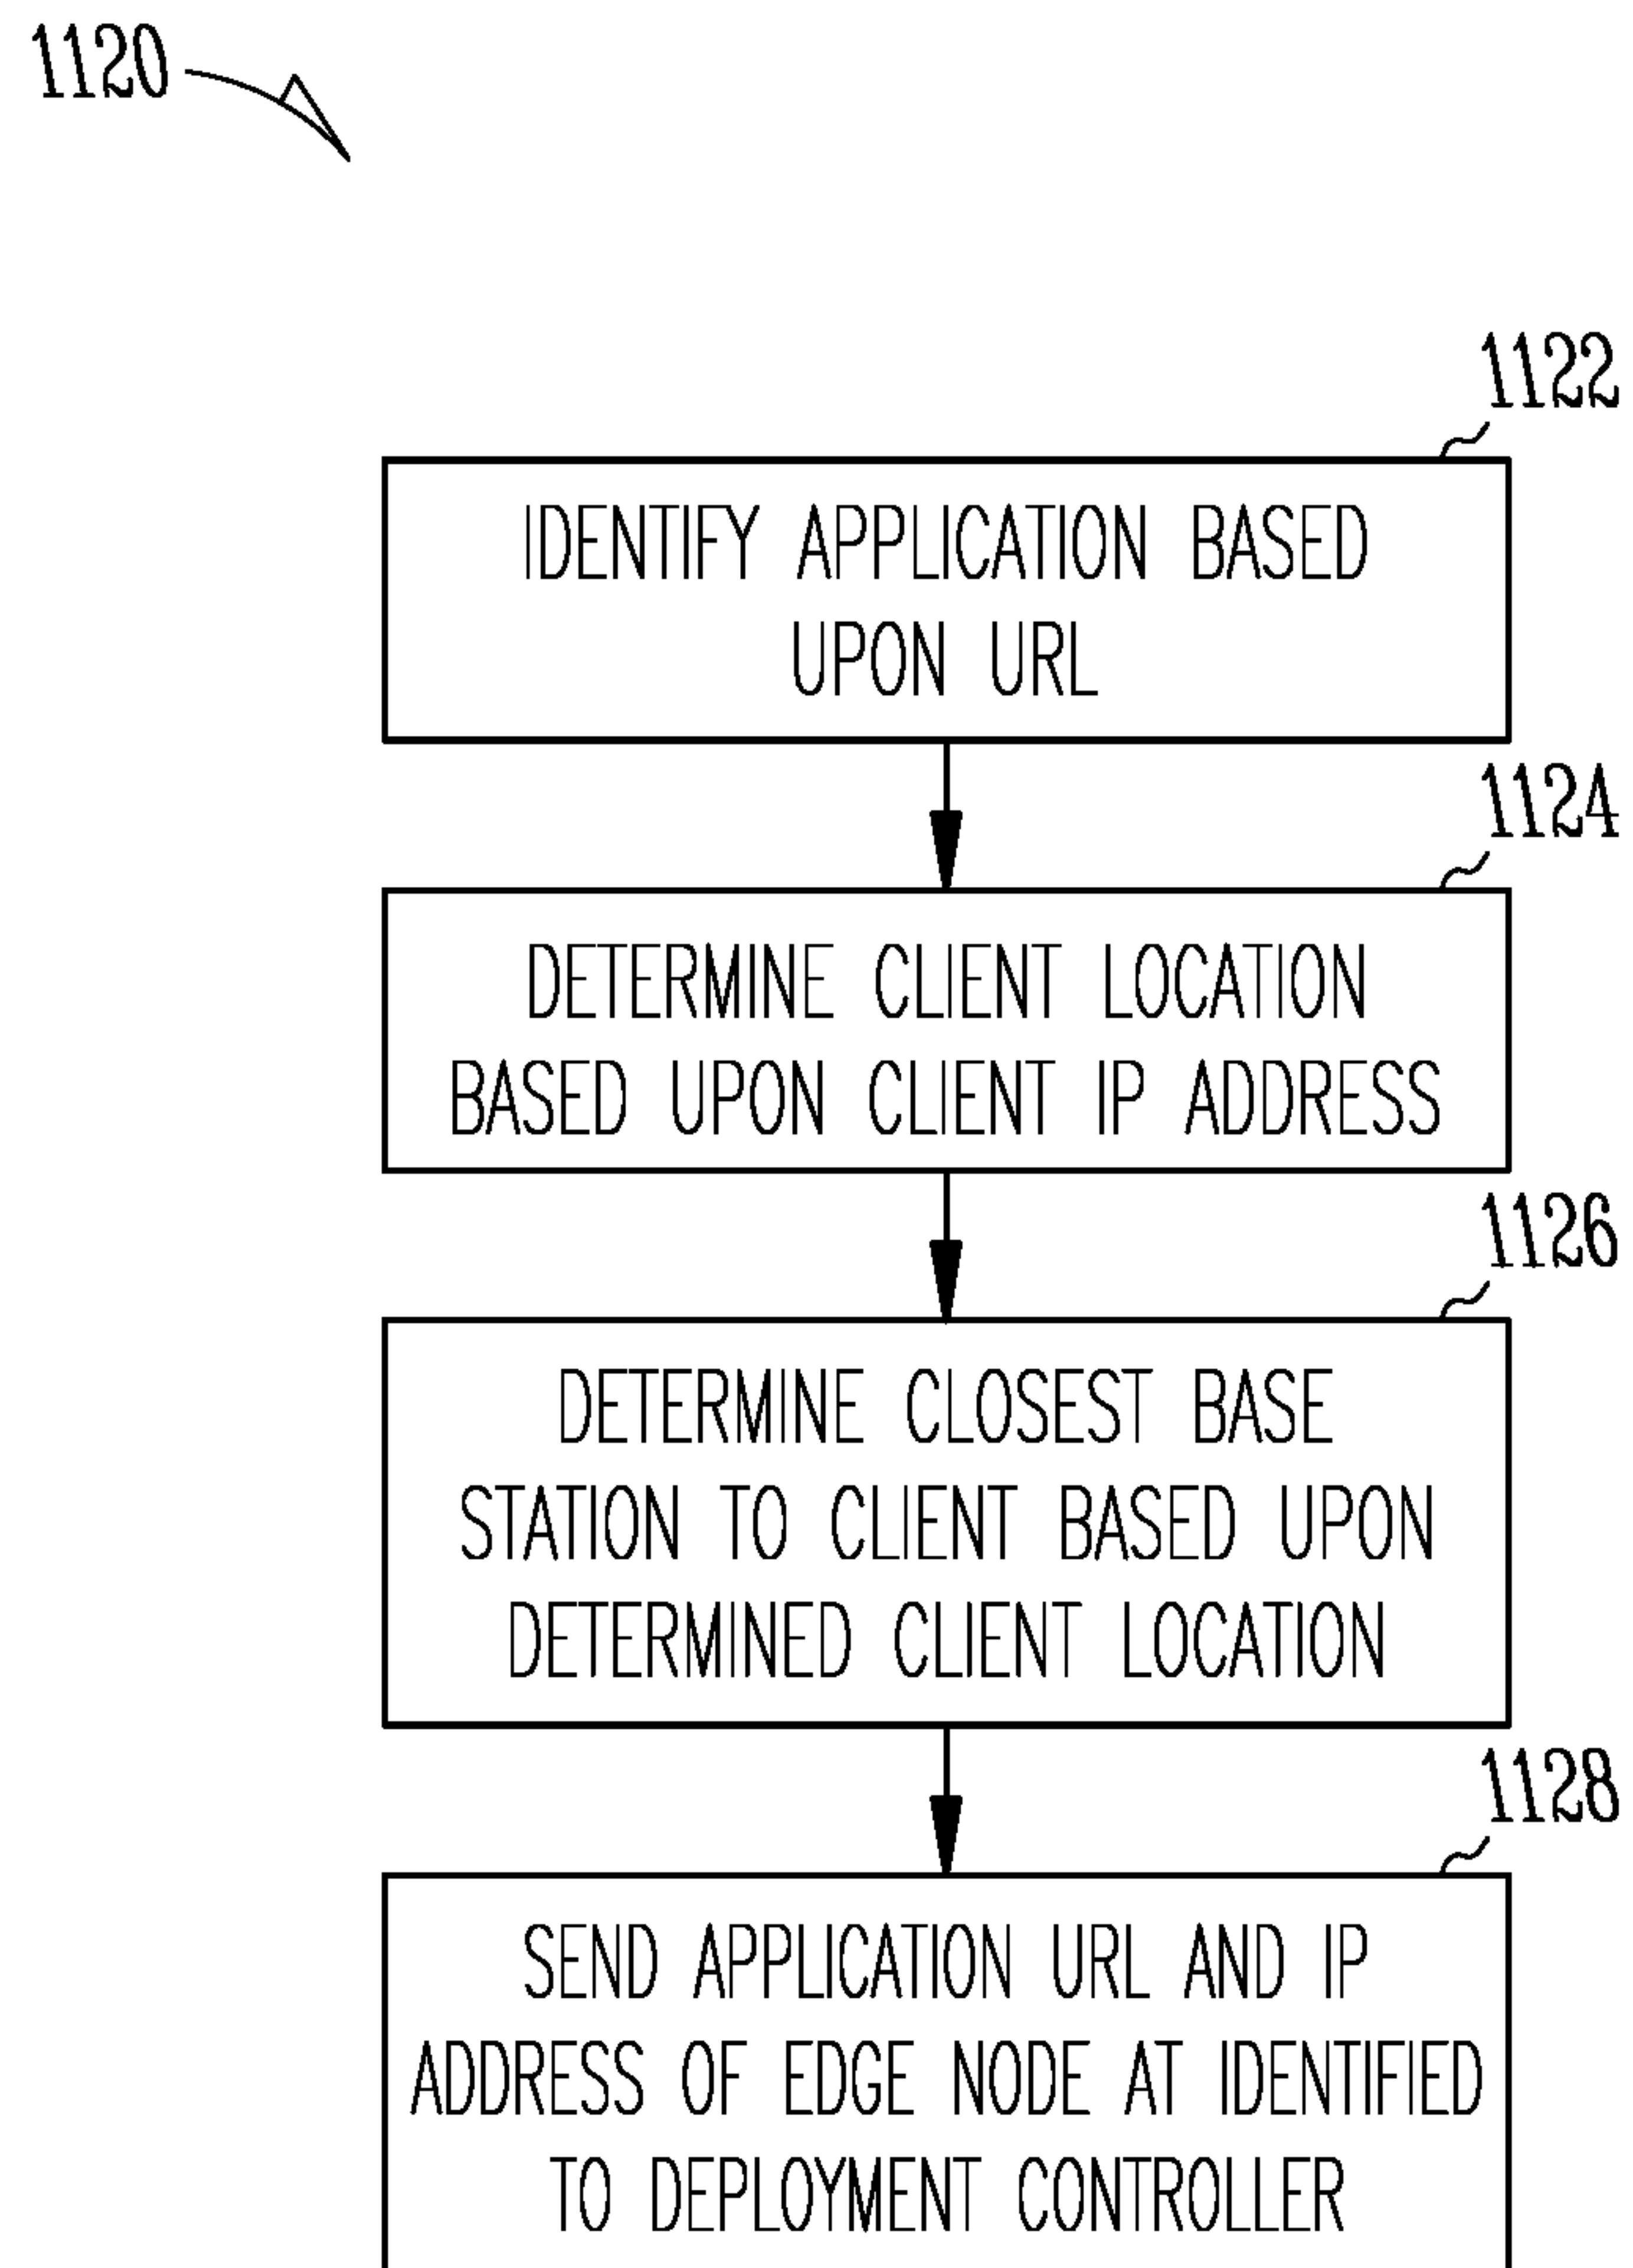 1120
1122
IDENTIFY APPLICATION BASED
UPON URL
1124
DETERMINE CLIENT LOCATION
BASED UPON CLIENT IP ADDRESS
1126
DETERMINE CLOSEST BASE
STATION TO CLIENT BASED UPON
DETERMINED CLIENT LOCATION
1128
SEND APPLICATION URL AND IP
ADDRESS OF EDGE NODE AT IDENTIFIED
TO DEPLOYMENT CONTROLLER